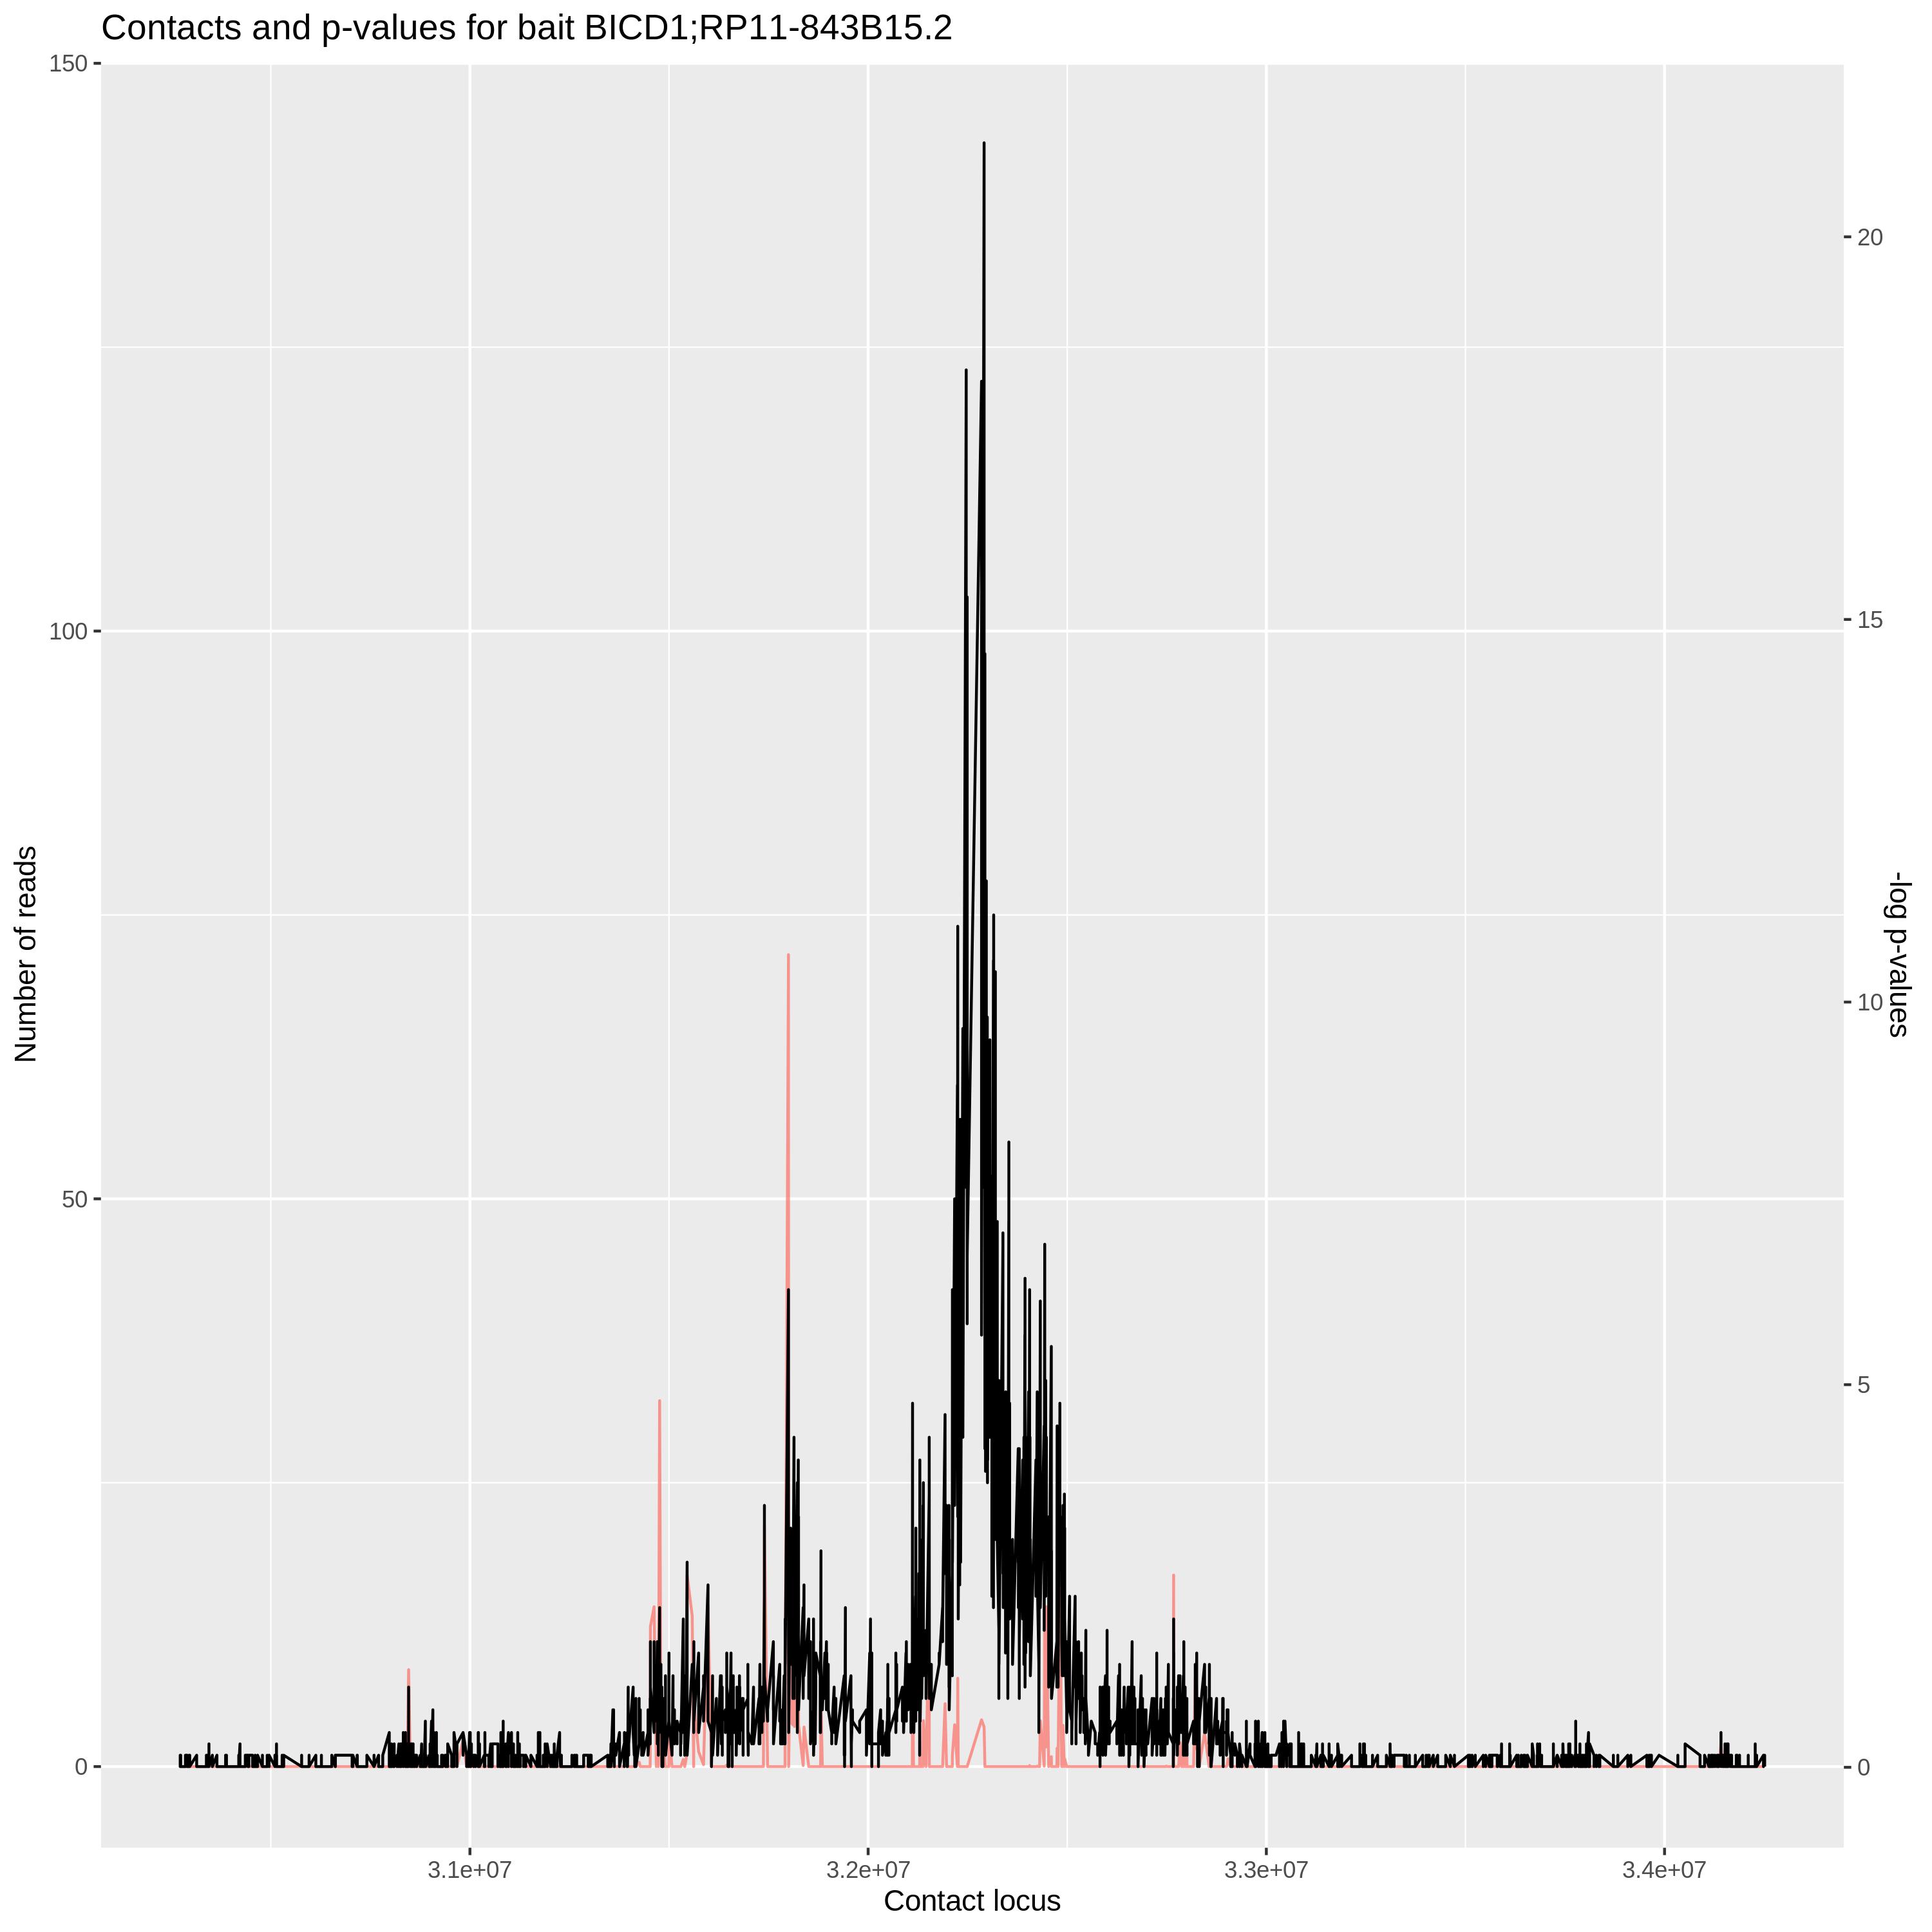 Contacts and p-values for bait BICD1;RP11-843B15.2
150
100
50
0
Number of reads
20
15
10
5
0
-log p-values
3.1e+07
3.2e+07
3.3e+07
3.4e+07
Contact locus